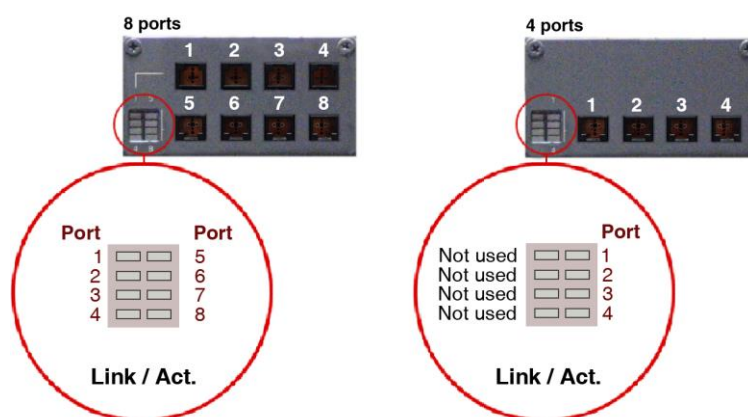 8 ports
1 2 3 4
5 6 7 8
Port Port
1 5
2 6
3 7
4 8
Link / Act.
4 ports
1 2 3 4
Port
Not used 1
Not used 2
Not used 3
Not used 4
Link / Act.